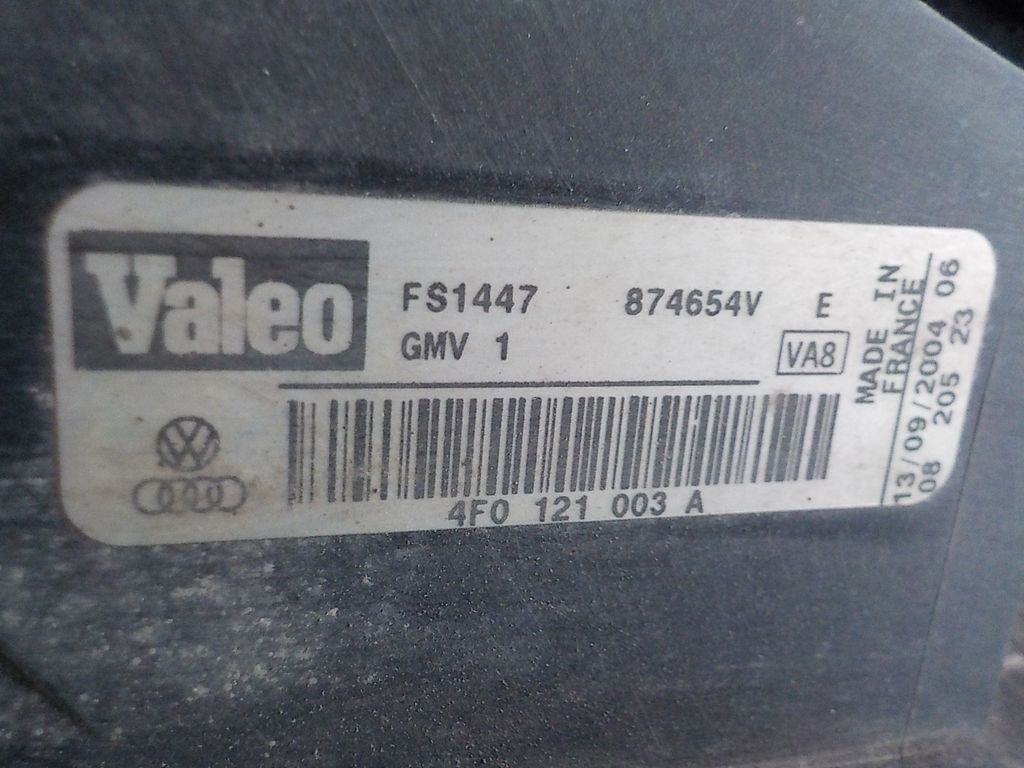 Valeo
FS1447 874654V E
GMV 1 VA8
4F0 121 003 A
MADE IN
FRANCE
13/09/2004
08 205 23 06